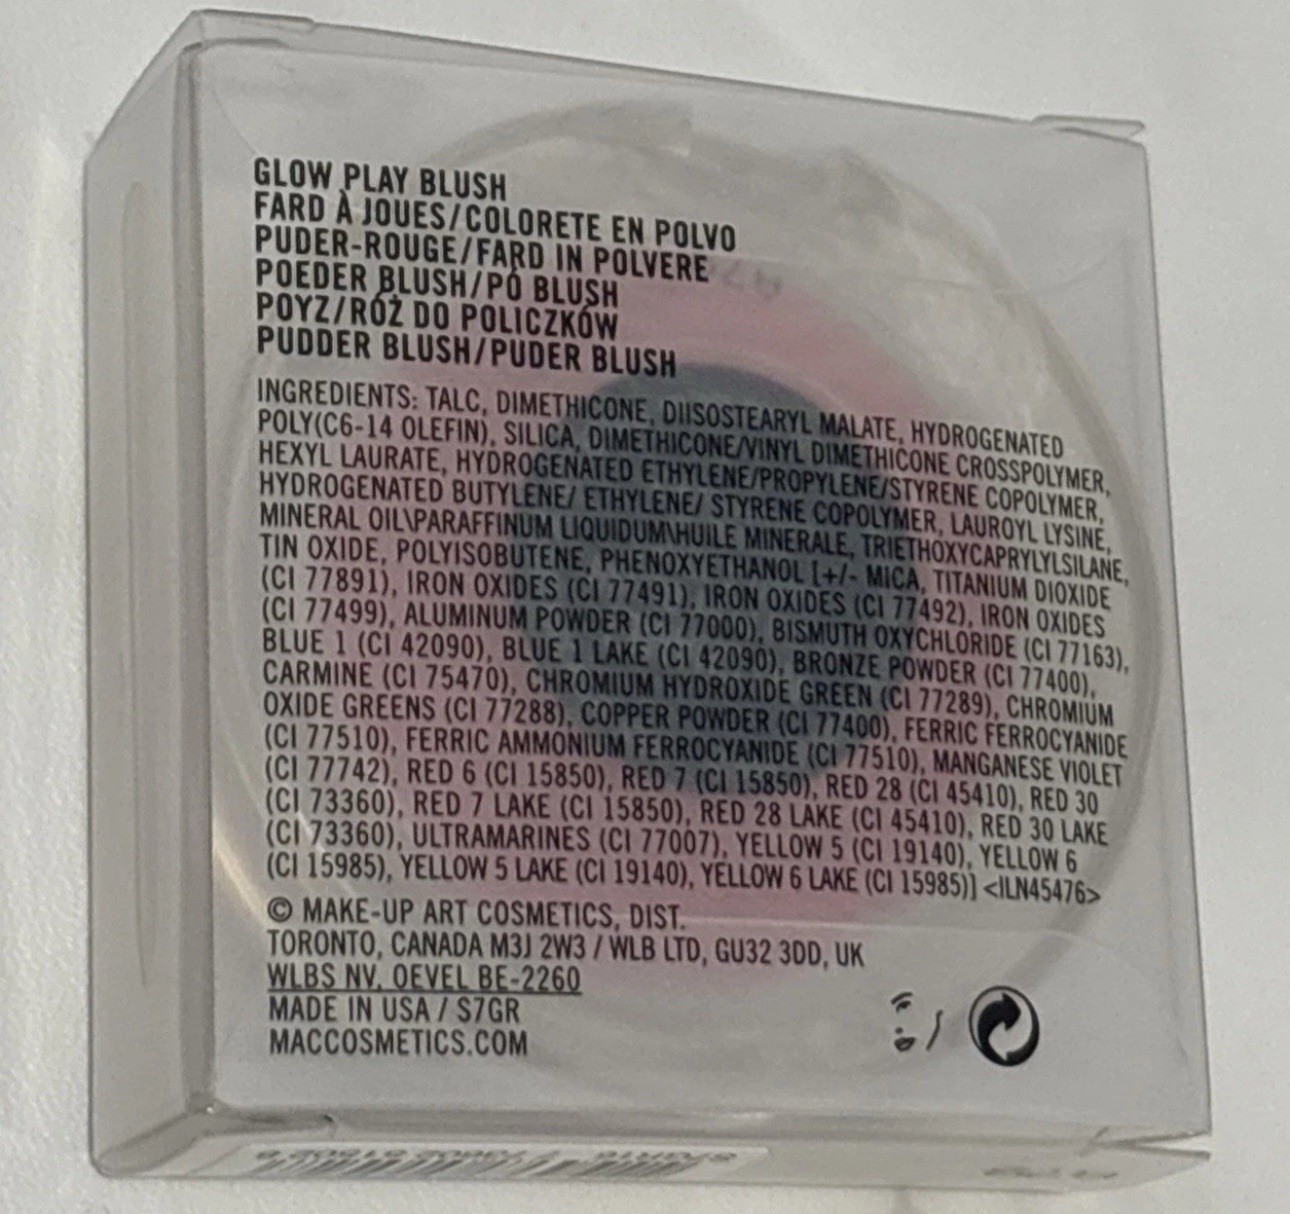 GLOW PLAY BLUSH
FARD À JOUES/COLORETE EN POLVO
PUDER-ROUGE/FARD IN POLVERE
POEDER BLUSH/PÓ BLUSH
POYZ/RÓŻ DO POLICZKÓW
PUDDER BLUSH/PUDER BLUSH
INGREDIENTS: TALC, DIMETHICONE, DIISOSTEARYL MALATE, HYDROGENATED
POLY(C6-14 OLEFIN), SILICA, DIMETHICONE/VINYL DIMETHICONE CROSSPOLYMER,
HEXYL LAURATE, HYDROGENATED ETHYLENE/PROPYLENE/STYRENE COPOLYMER,
HYDROGENATED BUTYLENE/ ETHYLENE/ STYRENE COPOLYMER, LAUROYL LYSINE,
MINERAL OIL\PARAFFINUM LIQUIDUM\HUILE MINERALE, TRIETHOXYCAPRYLYLSILANE,
TIN OXIDE, POLYISOBUTENE, PHENOXYETHANOL [+/- MICA, TITANIUM DIOXIDE
(CI 77891), IRON OXIDES (CI 77491), IRON OXIDES (CI 77492), IRON OXIDES
(CI 77499), ALUMINUM POWDER (CI 77000), BISMUTH OXYCHLORIDE (CI 77163),
BLUE 1 (CI 42090), BLUE 1 LAKE (CI 42090), BRONZE POWDER (CI 77400),
CARMINE (CI 75470), CHROMIUM HYDROXIDE GREEN (CI 77289), CHROMIUM
OXIDE GREENS (CI 77288), COPPER POWDER (CI 77400), FERRIC FERROCYANIDE
(CI 77510), FERRIC AMMONIUM FERROCYANIDE (CI 77510), MANGANESE VIOLET
(CI 77742), RED 6 (CI 15850), RED 7 (CI 15850), RED 28 (CI 45410), RED 30
(CI 73360), RED 7 LAKE (CI 15850), RED 28 LAKE (CI 45410), RED 30 LAKE
(CI 73360), ULTRAMARINES (CI 77007), YELLOW 5 (CI 19140), YELLOW 6
(CI 15985), YELLOW 5 LAKE (CI 19140), YELLOW 6 LAKE (CI 15985)] <ILN45476>
© MAKE-UP ART COSMETICS, DIST.
TORONTO, CANADA M3J 2W3 / WLB LTD, GU32 3DD, UK
WLBS NV, OEVEL BE-2260
MADE IN USA / S7GR
MACCOSMETICS.COM